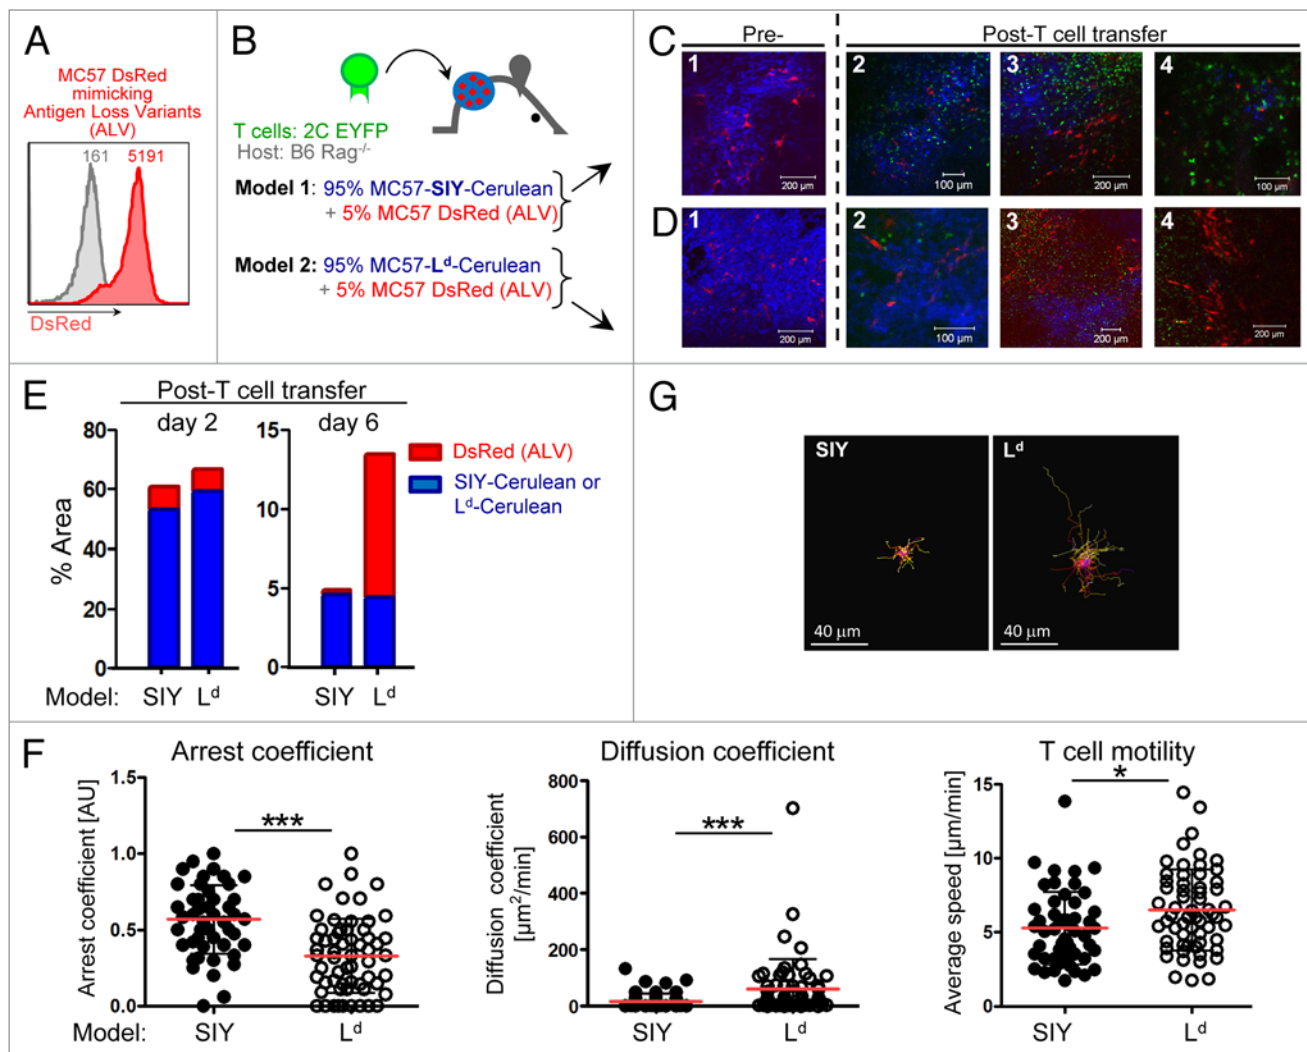 A
MC57 DsRed
mimicking
Antigen Loss Variants
(ALV)
161
5191
DsRed
B
T cells: 2C EYFP
Host: B6 Rag-/-
Model 1: 95% MC57-SIY-Cerulean
+ 5% MC57 DsRed (ALV)
Model 2: 95% MC57-Ld-Cerulean
+ 5% MC57 DsRed (ALV)
C
Pre-
Post-T cell transfer
1
200 µm
2
100 µm
3
200 µm
4
100 µm
D
1
200 µm
2
100 µm
3
200 µm
4
200 µm
E
Post-T cell transfer
day 2
day 6
% Area
80
60
40
20
0
15
10
5
0
DsRed (ALV)
SIY-Cerulean or
Ld-Cerulean
Model: SIY Ld SIY Ld
G
SIY
40 µm
Ld
40 µm
F
Arrest coefficient
Arrest coefficient [AU]
1.5
1.0
0.5
0.0
***
Model: SIY Ld
Diffusion coefficient
Diffusion coefficient
[µm²/min]
800
600
400
200
0
***
SIY Ld
T cell motility
Average speed [µm/min]
15
10
5
0
*
SIY Ld